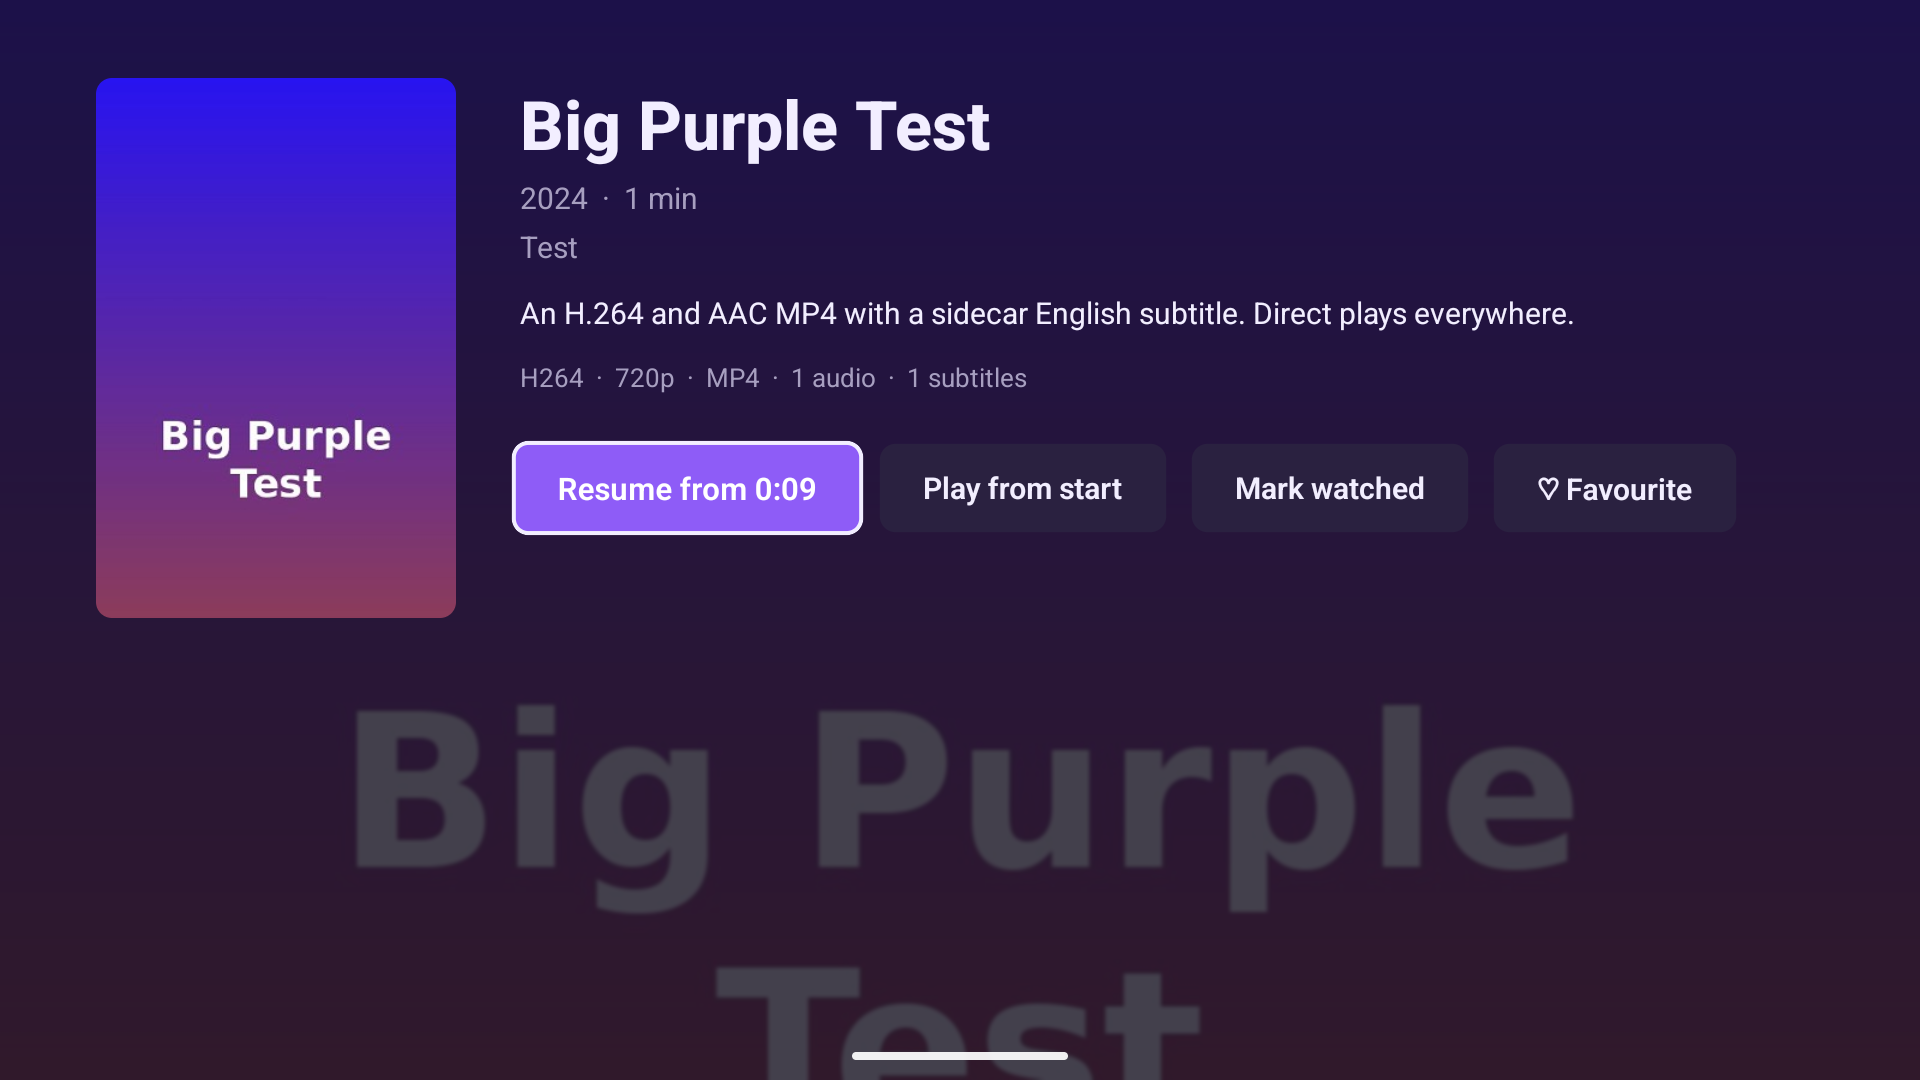 Big Purple Test
2024 · 1 min
Test
An H.264 and AAC MP4 with a sidecar English subtitle. Direct plays everywhere.
H264 · 720p · MP4 · 1 audio · 1 subtitles
Big Purple
Test
Resume from 0:09
Play from start
Mark watched
♡ Favourite
Big Purple
Test